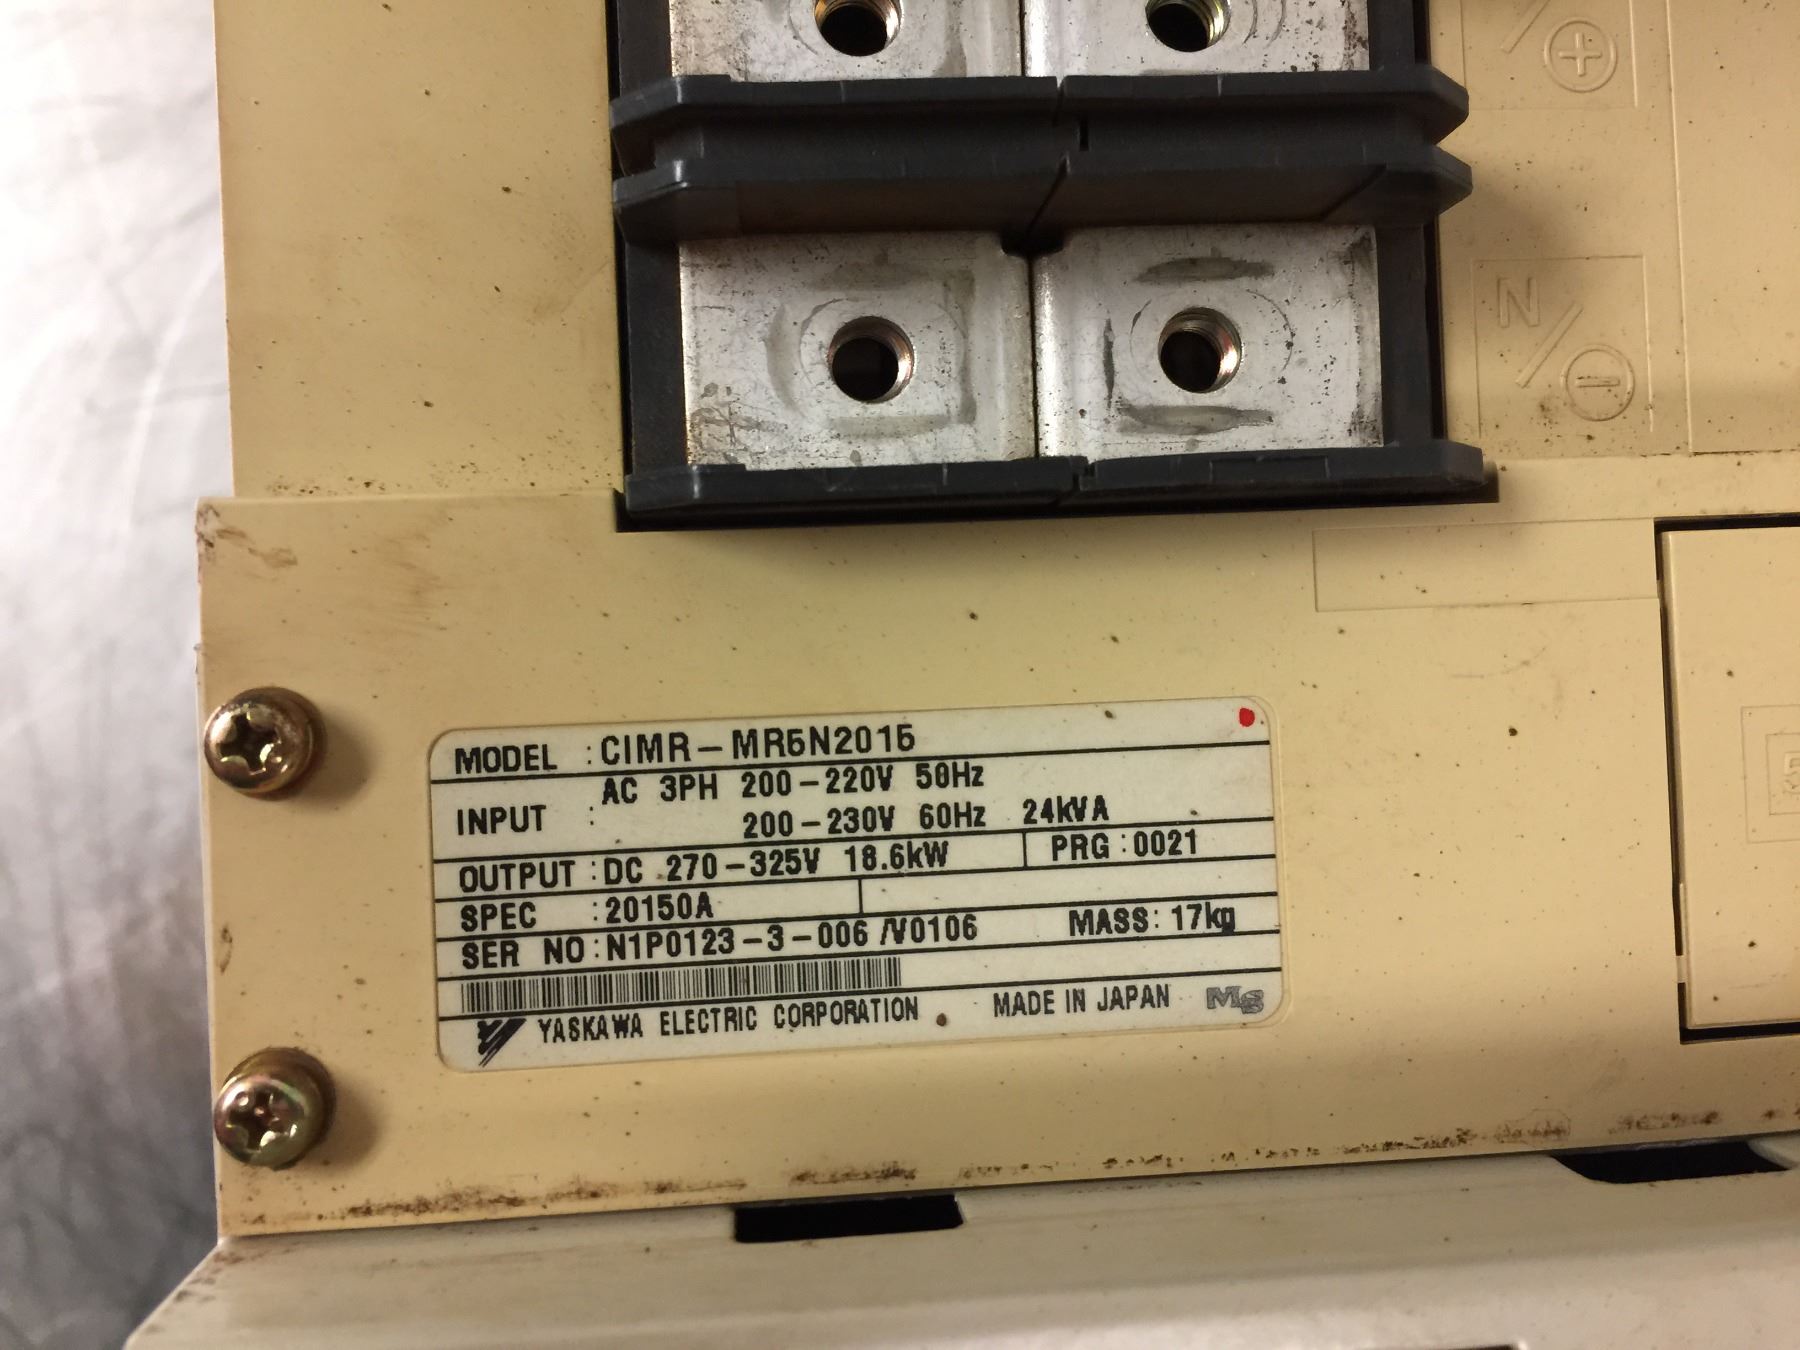 N/⊖
MODEL : CIMR-MR5N2015
INPUT : AC 3PH 200-220V 50Hz
200-230V 60Hz 24kVA
OUTPUT : DC 270-325V 18.6kW PRG : 0021
SPEC : 20150A
SER NO : N1P0123-3-006 /V0106 MASS : 17kg
YASKAWA ELECTRIC CORPORATION MADE IN JAPAN MS